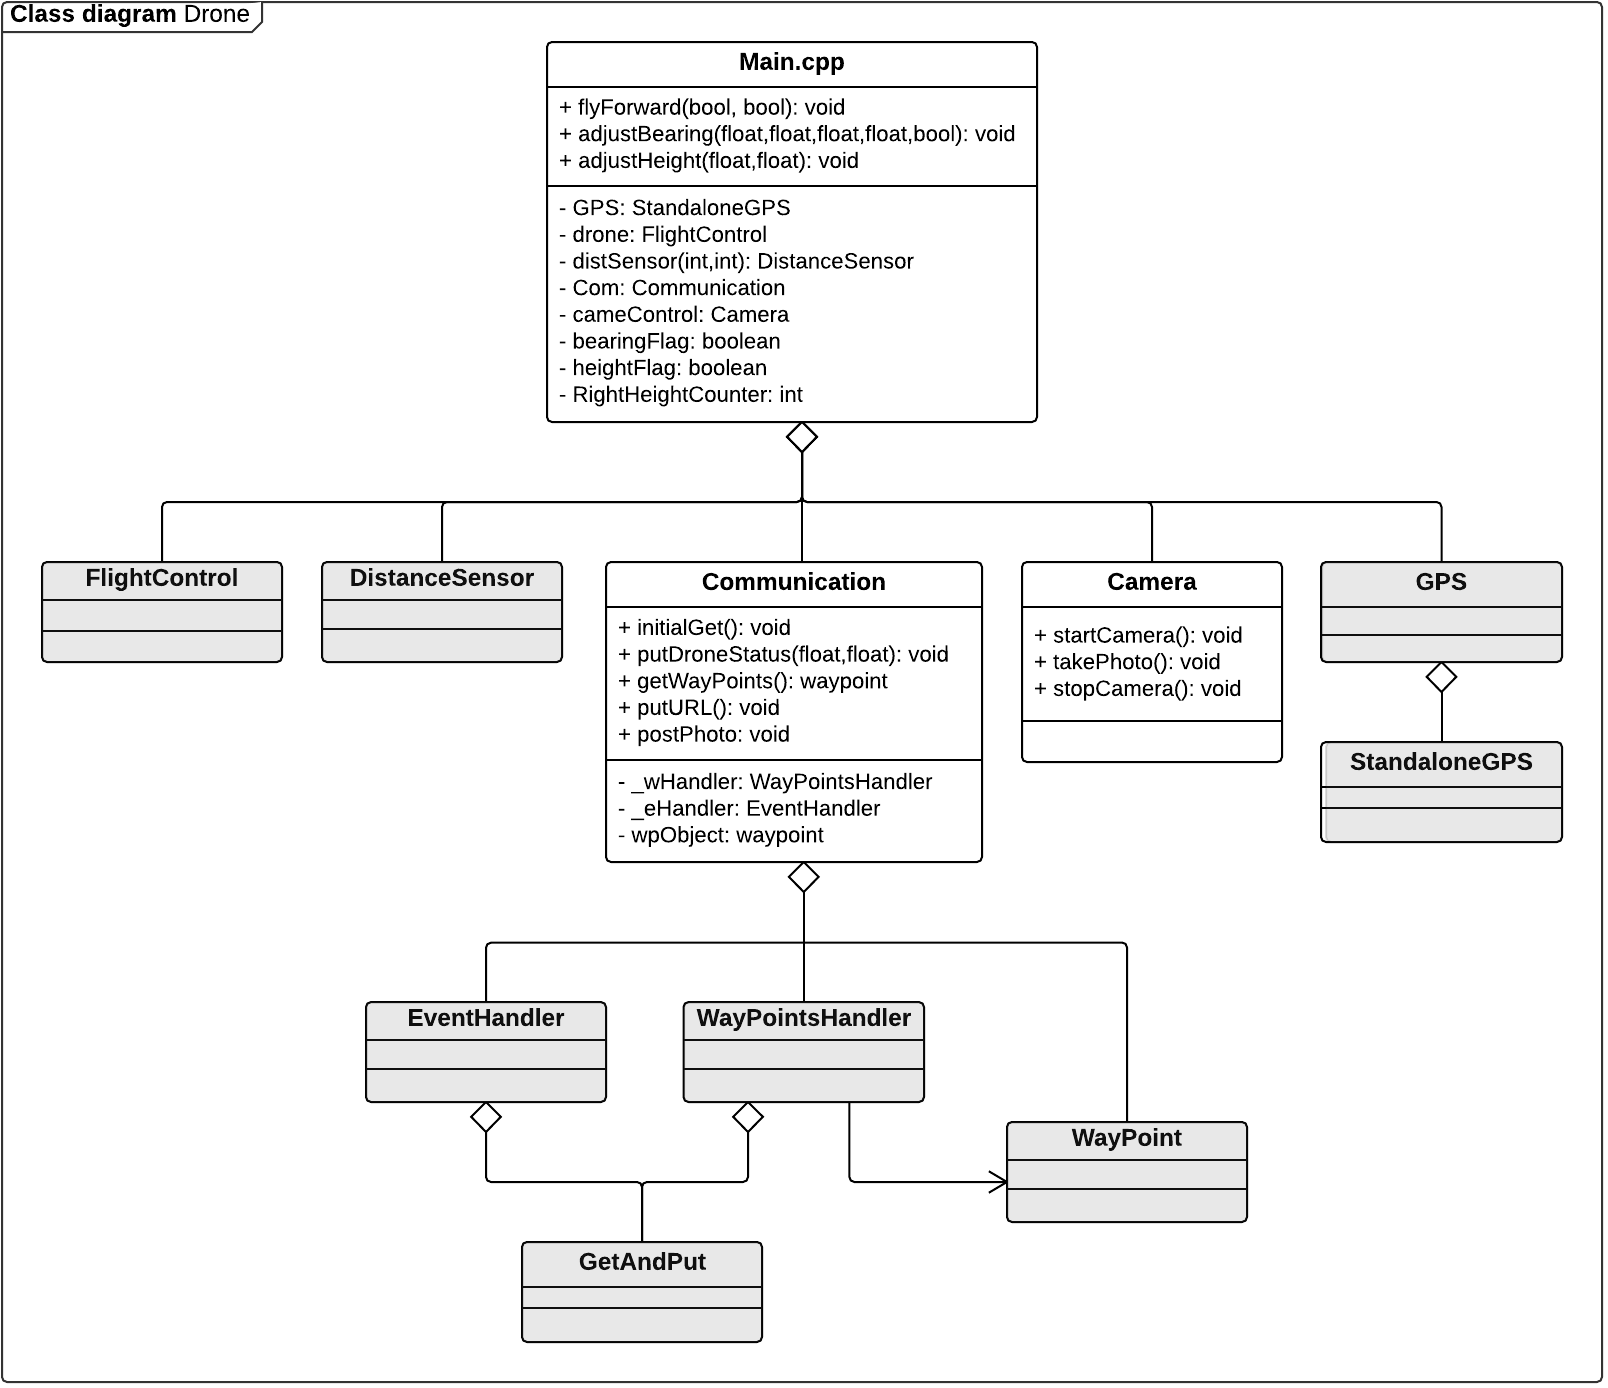 Class diagram Drone
Main.cpp
+ flyForward(bool, bool): void
+ adjustBearing(float,float,float,float,bool): void
+ adjustHeight(float,float): void
- GPS: StandaloneGPS
- drone: FlightControl
- distSensor(int,int): DistanceSensor
- Com: Communication
- cameControl: Camera
- bearingFlag: boolean
- heightFlag: boolean
- RightHeightCounter: int
FlightControl
DistanceSensor
Communication
+ initialGet(): void
+ putDroneStatus(float,float): void
+ getWayPoints(): waypoint
+ putURL(): void
+ postPhoto: void
- _wHandler: WayPointsHandler
- _eHandler: EventHandler
- wpObject: waypoint
Camera
+ startCamera(): void
+ takePhoto(): void
+ stopCamera(): void
GPS
StandaloneGPS
EventHandler
WayPointsHandler
WayPoint
GetAndPut